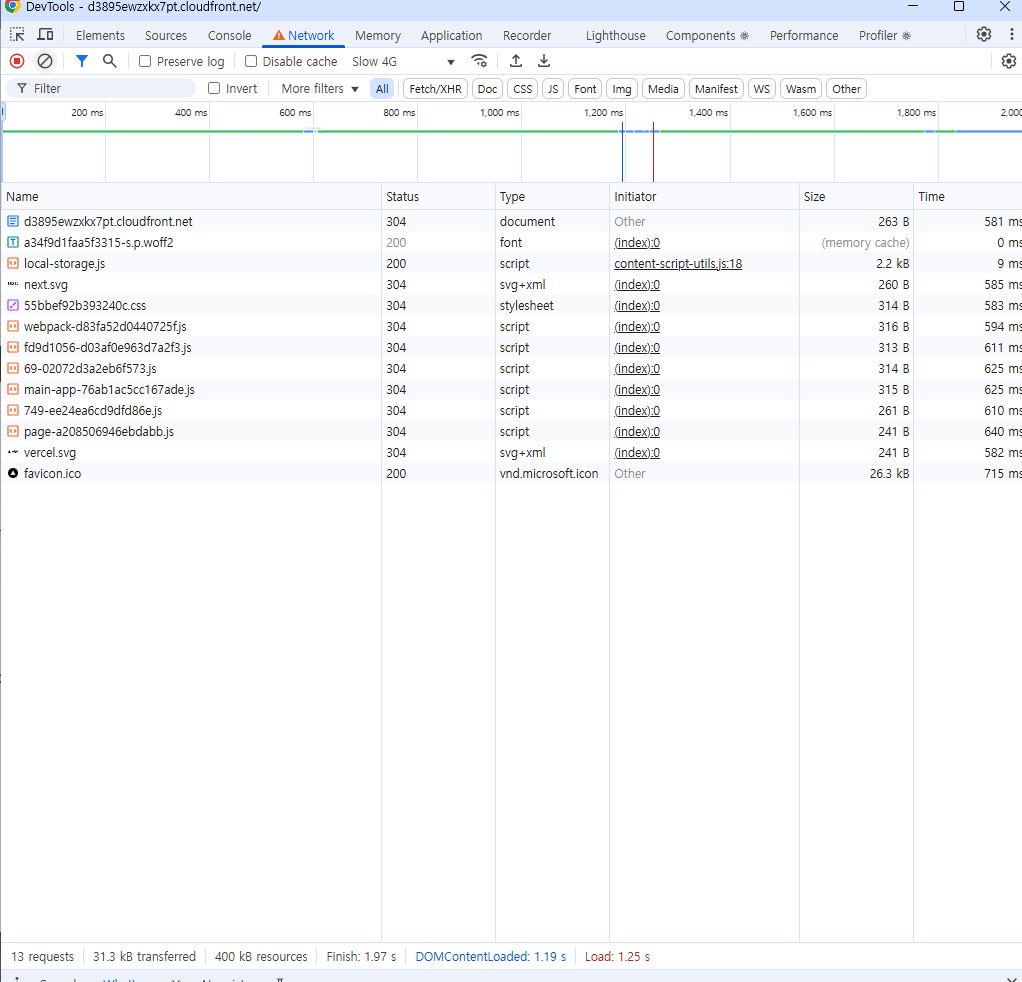 DevTools - d3895ewzxkx7pt.cloudfront.net/
Elements Sources Console Network Memory Application Recorder Lighthouse Components Performance Profiler
Preserve log Disable cache Slow 4G
Filter Invert More filters All Fetch/XHR Doc CSS JS Font Img Media Manifest WS Wasm Other
200 ms 400 ms 600 ms 800 ms 1,000 ms 1,200 ms 1,400 ms 1,600 ms 1,800 ms 2,000
Name Status Type Initiator Size Time
d3895ewzxkx7pt.cloudfront.net 304 document Other 263 B 581 ms
a34f9d1faa5f3315-s.p.woff2 200 font (index):0 (memory cache) 0 ms
local-storage.js 200 script content-script-utils.js:18 2.2 kB 9 ms
next.svg 304 svg+xml (index):0 260 B 585 ms
55bbef92b393240c.css 304 stylesheet (index):0 314 B 583 ms
webpack-d83fa52d0440725f.js 304 script (index):0 316 B 594 ms
fd9d1056-d03af0e963d7a2f3.js 304 script (index):0 313 B 611 ms
69-02072d3a2eb6f573.js 304 script (index):0 314 B 625 ms
main-app-76ab1ac5cc167ade.js 304 script (index):0 315 B 625 ms
749-ee24ea6cd9dfd86e.js 304 script (index):0 261 B 610 ms
page-a208506946ebdabb.js 304 script (index):0 241 B 640 ms
vercel.svg 304 svg+xml (index):0 241 B 582 ms
favicon.ico 200 vnd.microsoft.icon Other 26.3 kB 715 ms
13 requests 31.3 kB transferred 400 kB resources Finish: 1.97 s DOMContentLoaded: 1.19 s Load: 1.25 s